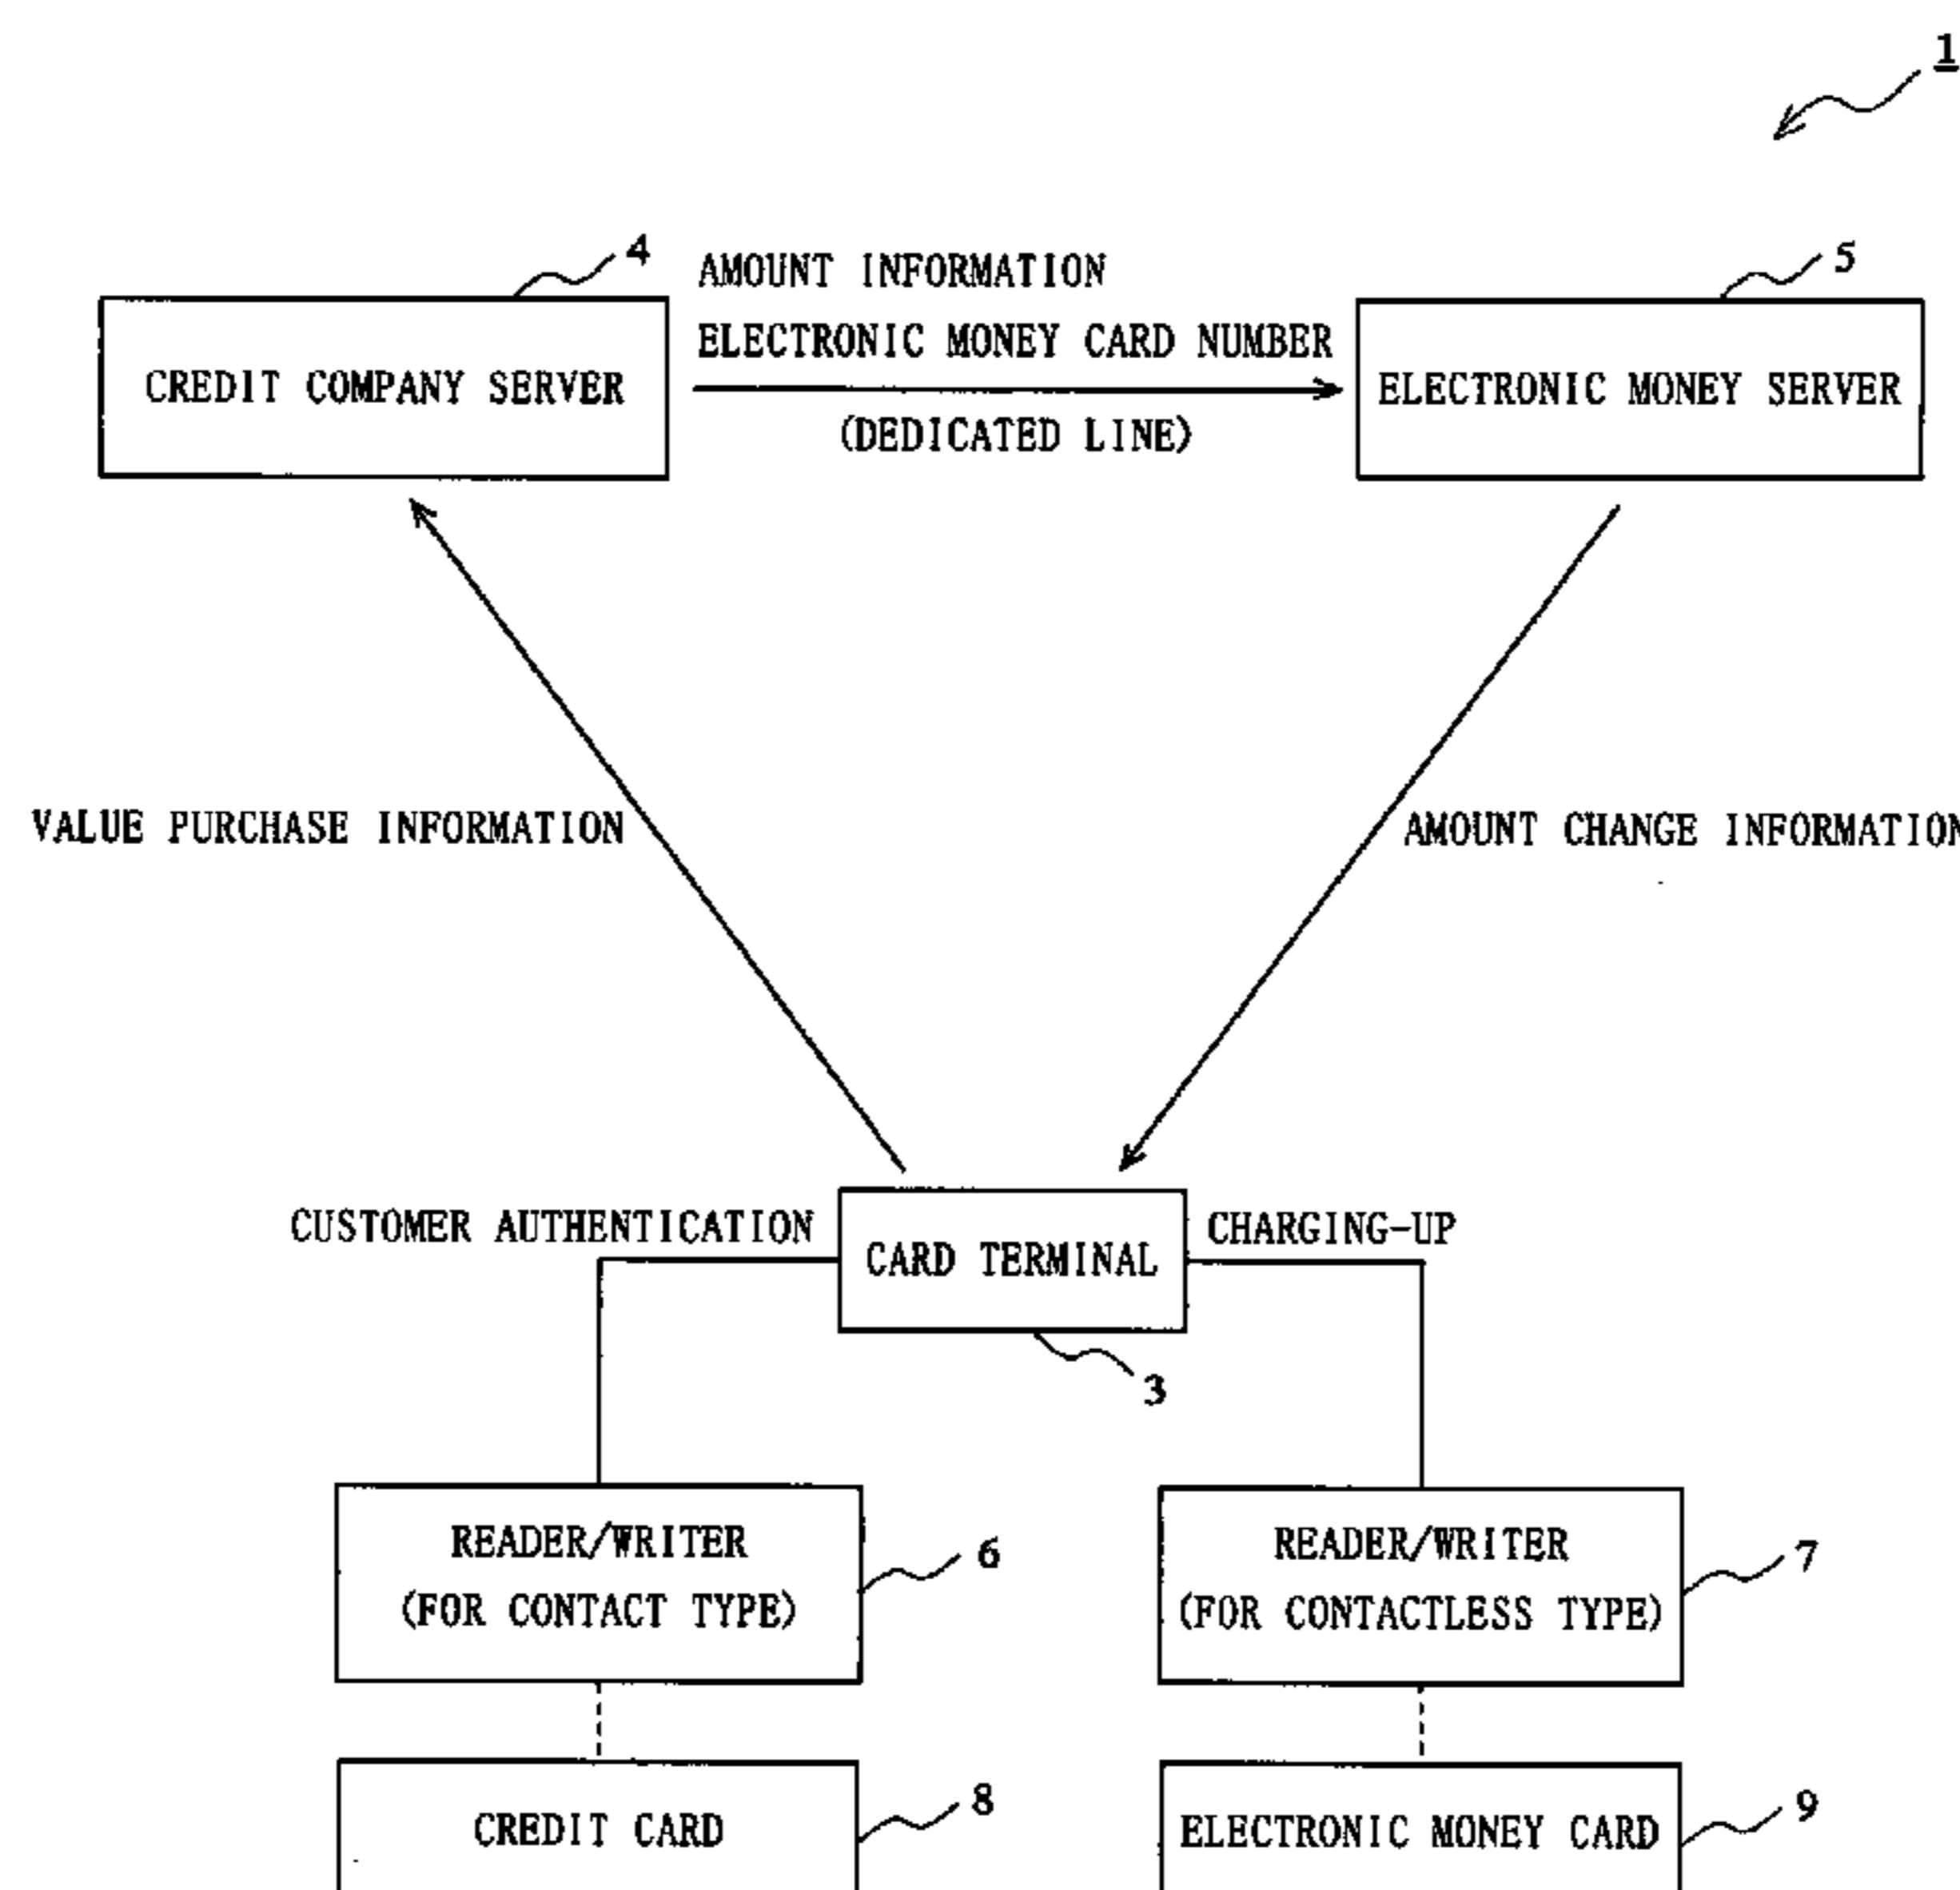 1
4
AMOUNT INFORMATION
5
ELECTRONIC MONEY CARD NUMBER
CREDIT COMPANY SERVER
ELECTRONIC MONEY SERVER
(DEDICATED LINE)
VALUE PURCHASE INFORMATION
AMOUNT CHANGE INFORMATION
CUSTOMER AUTHENTICATION
CHARGING-UP
CARD TERMINAL
3
READER/WRITER
(FOR CONTACT TYPE)
6
READER/WRITER
(FOR CONTACTLESS TYPE)
7
CREDIT CARD
8
ELECTRONIC MONEY CARD
9